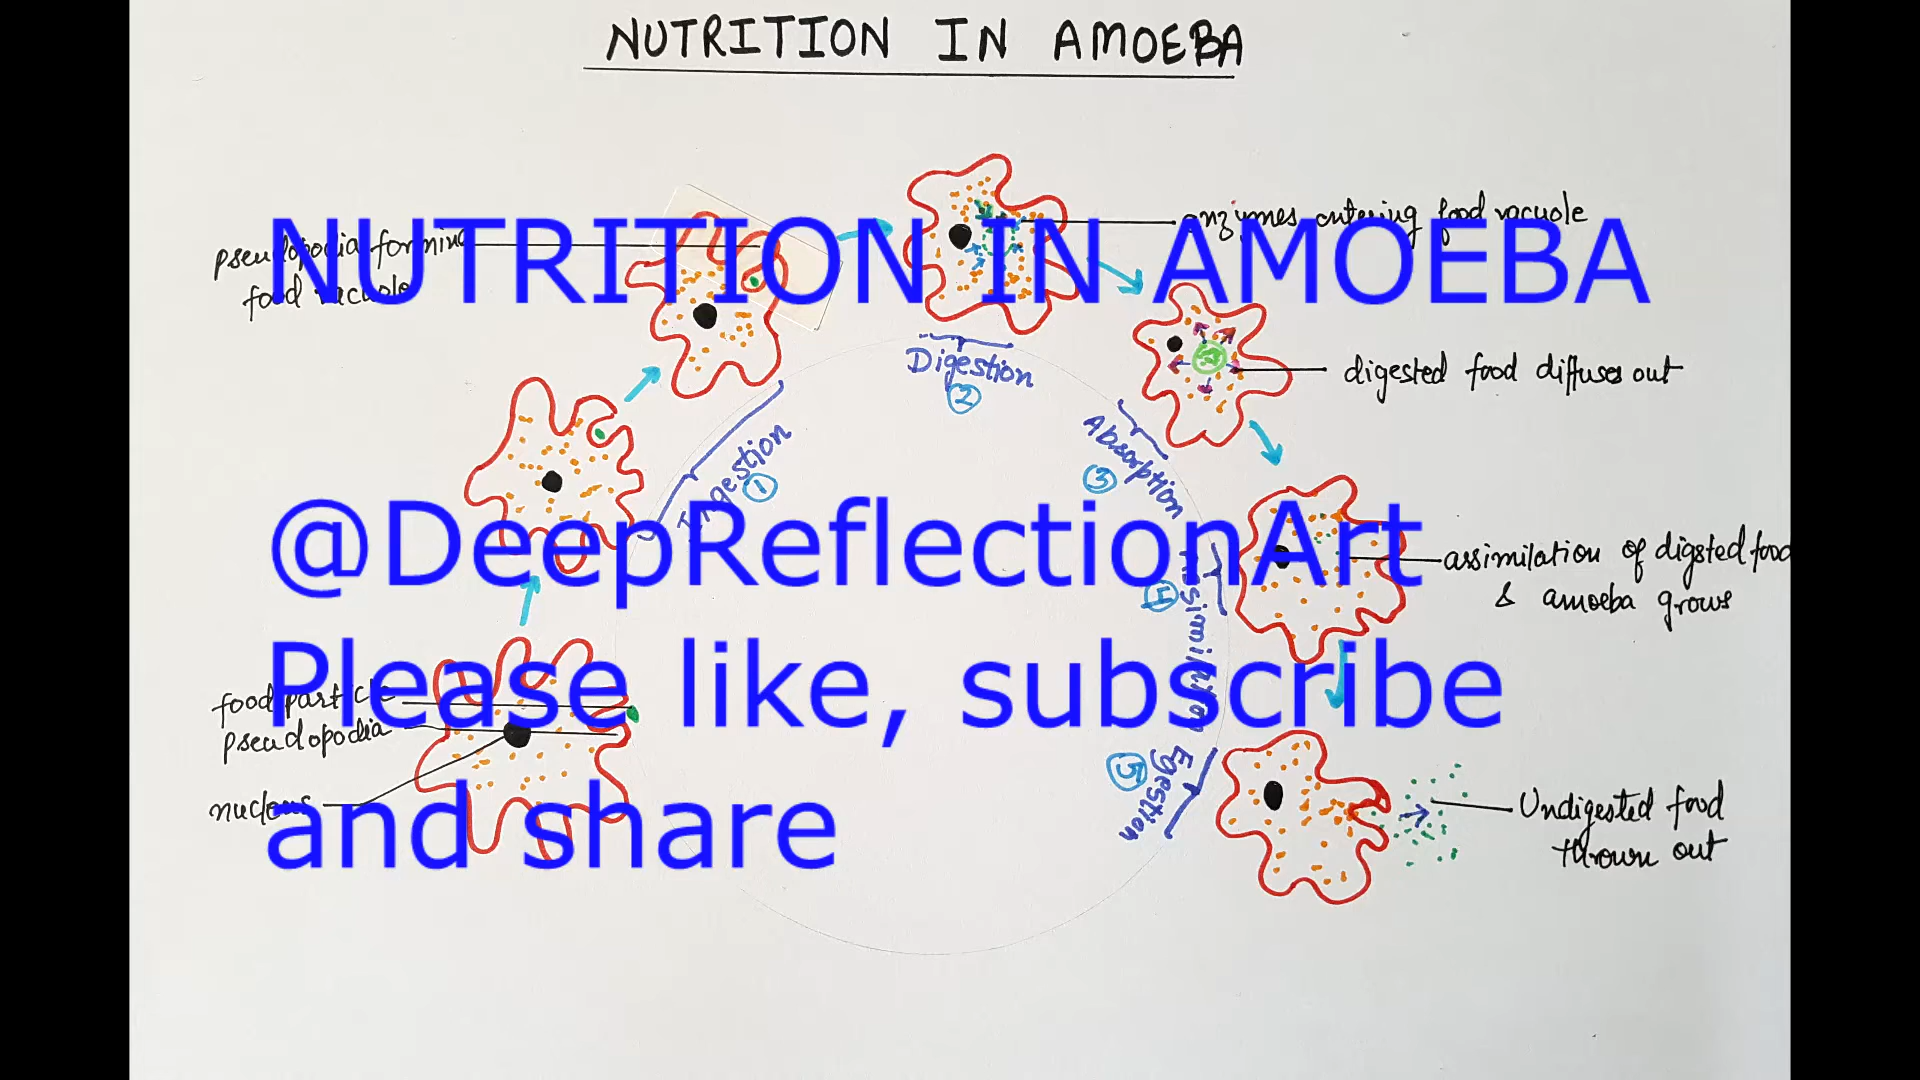 NUTRITION IN AMOEBA
NUTRITION IN AMOEBA
@DeepReflectionArt
Please like, subscribe
and share
pseudopodia forming
food vacuole
enzymes entering food vacuole
digested food diffuses out
assimilation of digsted food
& amoeba grows
Undigested food
thrown out
food particle
pseudopodia
nucleus
Ingestion
1
Digestion
2
Absorption
3
Assimilation
4
Egestion
5